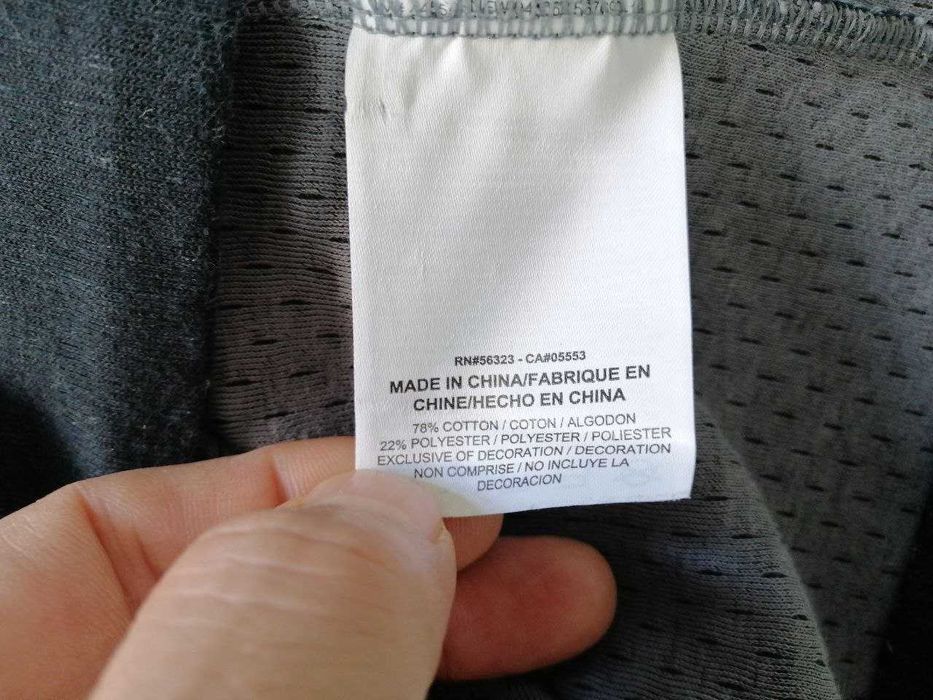 RN#56323 - CA#05553
MADE IN CHINA/FABRIQUE EN
CHINE/HECHO EN CHINA
78% COTTON / COTON / ALGODON
22% POLYESTER / POLYESTER / POLIESTER
EXCLUSIVE OF DECORATION / DECORATION
NON COMPRISE / NO INCLUYE LA
DECORACION